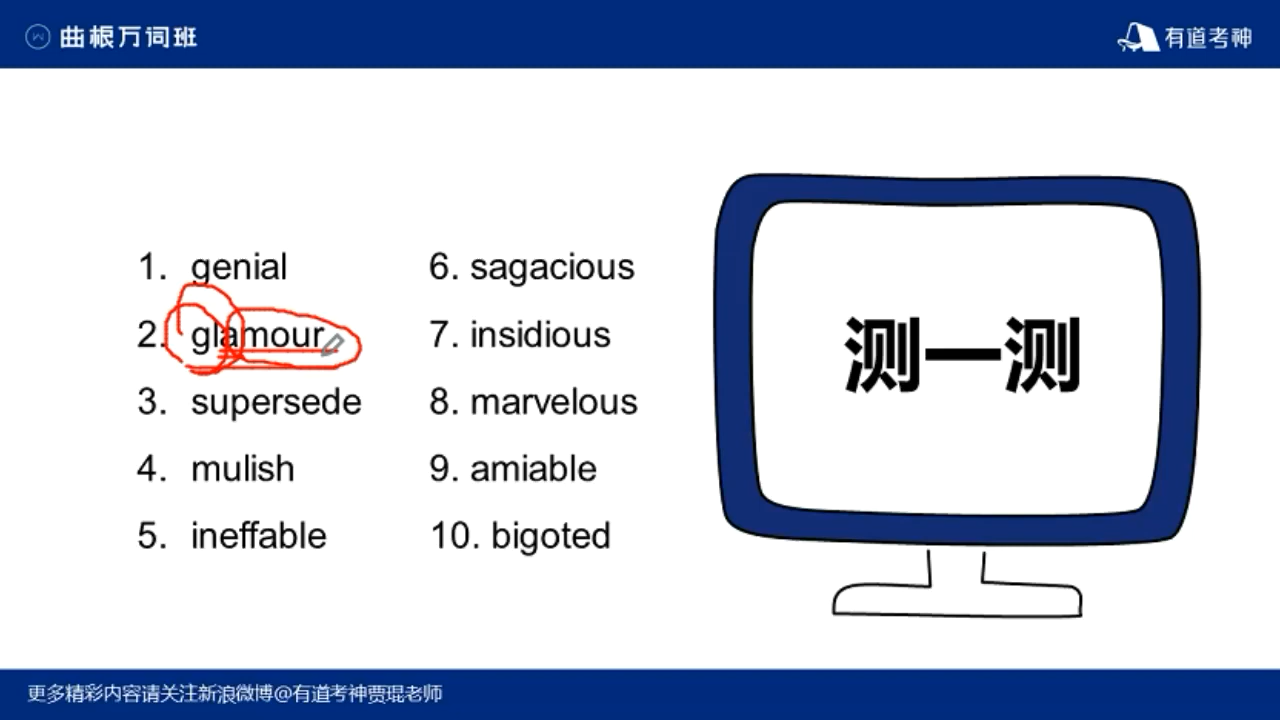 曲根万词班
有道考神
1. genial
2. glamour
3. supersede
4. mulish
5. ineffable
6. sagacious
7. insidious
8. marvelous
9. amiable
10. bigoted
测一测
更多精彩内容请关注新浪微博@有道考神贾琨老师